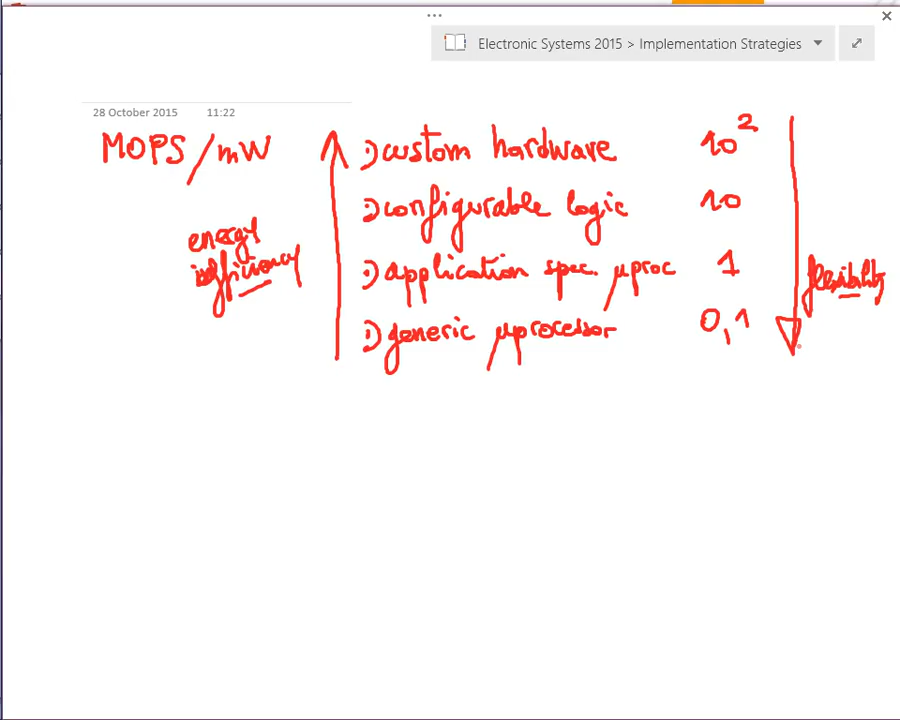 Electronic Systems 2015 > Implementation Strategies
28 October 2015 11:22
MOPS/mW
custom hardware 10²
configurable logic 10
energy
efficiency
application spec. μproc 1
flexibility
generic μprocessor 0,1